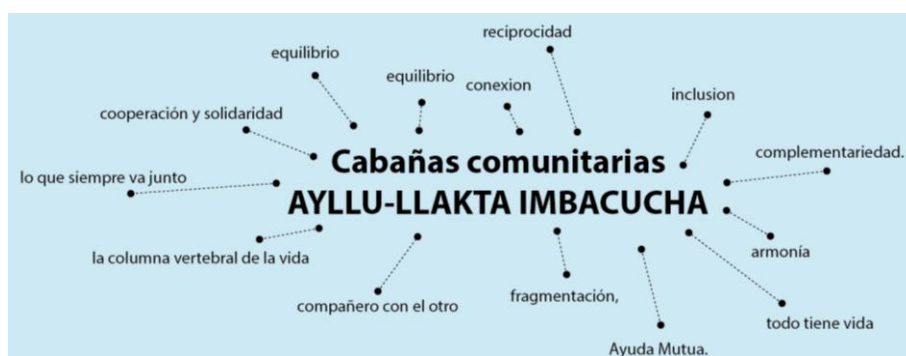 reciprocidad
equilibrio
equilibrio
conexion
inclusion
cooperación y solidaridad
complementariedad.
Cabañas comunitarias
lo que siempre va junto
AYLLU-LLAKTA IMBACUCHA
armonía
la columna vertebral de la vida
compañero con el otro
fragmentación,
todo tiene vida
Ayuda Mutua.